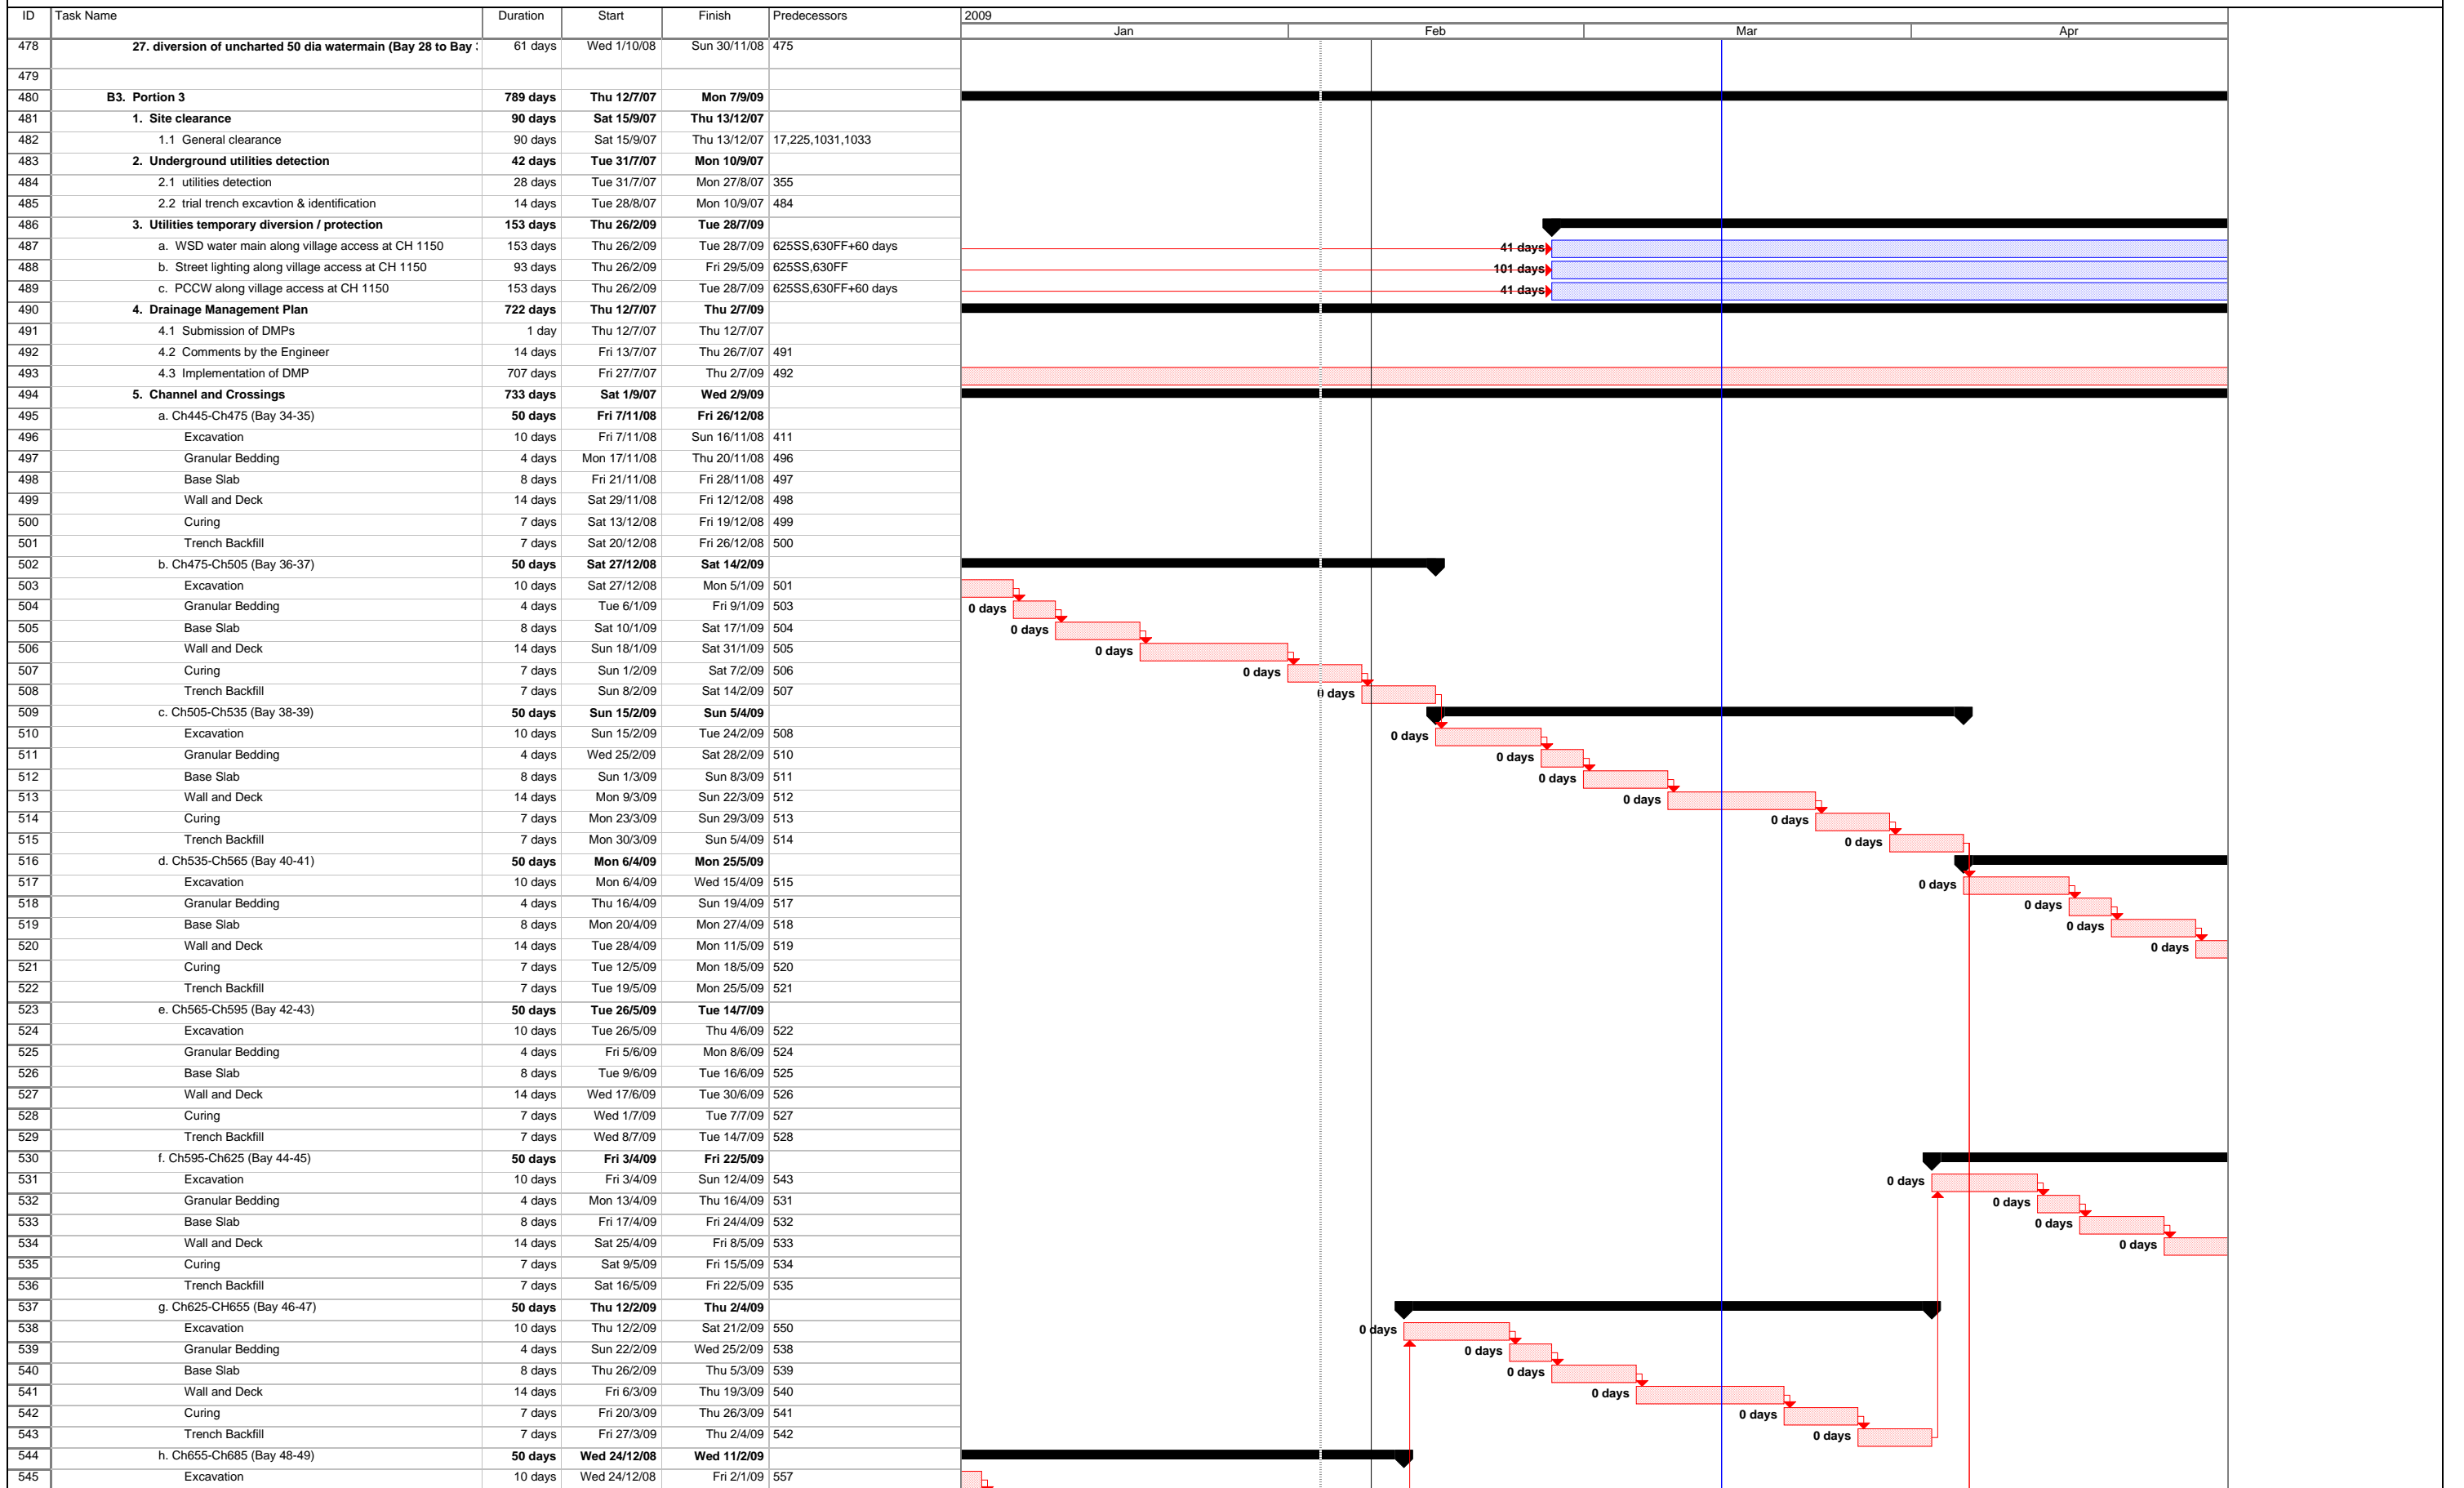 ID Task Name Duration Start Finish Predecessors 2009
Jan Feb Mar Apr
478 27. diversion of uncharted 50 dia watermain (Bay 28 to Bay 61 days Wed 1/10/08 Sun 30/11/08 475
479
480 B3. Portion 3 789 days Thu 12/7/07 Mon 7/9/09
481 1. Site clearance 90 days Sat 15/9/07 Thu 13/12/07
482 1.1 General clearance 90 days Sat 15/9/07 Thu 13/12/07 17,225,1031,1033
483 2. Underground utilities detection 42 days Tue 31/7/07 Mon 10/9/07
484 2.1 utilities detection 28 days Tue 31/7/07 Mon 27/8/07 355
485 2.2 trial trench excavtion & identification 14 days Tue 28/8/07 Mon 10/9/07 484
486 3. Utilities temporary diversion / protection 153 days Thu 26/2/09 Tue 28/7/09
487 a. WSD water main along village access at CH 1150 153 days Thu 26/2/09 Tue 28/7/09 625SS,630FF+60 days 41 days
488 b. Street lighting along village access at CH 1150 93 days Thu 26/2/09 Fri 29/5/09 625SS,630FF 101 days
489 c. PCCW along village access at CH 1150 153 days Thu 26/2/09 Tue 28/7/09 625SS,630FF+60 days 41 days
490 4. Drainage Management Plan 722 days Thu 12/7/07 Thu 2/7/09
491 4.1 Submission of DMPs 1 day Thu 12/7/07 Thu 12/7/07
492 4.2 Comments by the Engineer 14 days Fri 13/7/07 Thu 26/7/07 491
493 4.3 Implementation of DMP 707 days Fri 27/7/07 Thu 2/7/09 492
494 5. Channel and Crossings 733 days Sat 1/9/07 Wed 2/9/09
495 a. Ch445-Ch475 (Bay 34-35) 50 days Fri 7/11/08 Fri 26/12/08
496 Excavation 10 days Fri 7/11/08 Sun 16/11/08 411
497 Granular Bedding 4 days Mon 17/11/08 Thu 20/11/08 496
498 Base Slab 8 days Fri 21/11/08 Fri 28/11/08 497
499 Wall and Deck 14 days Sat 29/11/08 Fri 12/12/08 498
500 Curing 7 days Sat 13/12/08 Fri 19/12/08 499
501 Trench Backfill 7 days Sat 20/12/08 Fri 26/12/08 500
502 b. Ch475-Ch505 (Bay 36-37) 50 days Sat 27/12/08 Sat 14/2/09
503 Excavation 10 days Sat 27/12/08 Mon 5/1/09 501
504 Granular Bedding 4 days Tue 6/1/09 Fri 9/1/09 503 0 days
505 Base Slab 8 days Sat 10/1/09 Sat 17/1/09 504 0 days
506 Wall and Deck 14 days Sun 18/1/09 Sat 31/1/09 505 0 days
507 Curing 7 days Sun 1/2/09 Sat 7/2/09 506 0 days
508 Trench Backfill 7 days Sun 8/2/09 Sat 14/2/09 507 0 days
509 c. Ch505-Ch535 (Bay 38-39) 50 days Sun 15/2/09 Sun 5/4/09
510 Excavation 10 days Sun 15/2/09 Tue 24/2/09 508 0 days
511 Granular Bedding 4 days Wed 25/2/09 Sat 28/2/09 510 0 days
512 Base Slab 8 days Sun 1/3/09 Sun 8/3/09 511 0 days
513 Wall and Deck 14 days Mon 9/3/09 Sun 22/3/09 512 0 days
514 Curing 7 days Mon 23/3/09 Sun 29/3/09 513 0 days
515 Trench Backfill 7 days Mon 30/3/09 Sun 5/4/09 514 0 days
516 d. Ch535-Ch565 (Bay 40-41) 50 days Mon 6/4/09 Mon 25/5/09
517 Excavation 10 days Mon 6/4/09 Wed 15/4/09 515 0 days
518 Granular Bedding 4 days Thu 16/4/09 Sun 19/4/09 517 0 days
519 Base Slab 8 days Mon 20/4/09 Mon 27/4/09 518 0 days
520 Wall and Deck 14 days Tue 28/4/09 Mon 11/5/09 519 0 days
521 Curing 7 days Tue 12/5/09 Mon 18/5/09 520
522 Trench Backfill 7 days Tue 19/5/09 Mon 25/5/09 521
523 e. Ch565-Ch595 (Bay 42-43) 50 days Tue 26/5/09 Tue 14/7/09
524 Excavation 10 days Tue 26/5/09 Thu 4/6/09 522
525 Granular Bedding 4 days Fri 5/6/09 Mon 8/6/09 524
526 Base Slab 8 days Tue 9/6/09 Tue 16/6/09 525
527 Wall and Deck 14 days Wed 17/6/09 Tue 30/6/09 526
528 Curing 7 days Wed 1/7/09 Tue 7/7/09 527
529 Trench Backfill 7 days Wed 8/7/09 Tue 14/7/09 528
530 f. Ch595-Ch625 (Bay 44-45) 50 days Fri 3/4/09 Fri 22/5/09
531 Excavation 10 days Fri 3/4/09 Sun 12/4/09 543 0 days
532 Granular Bedding 4 days Mon 13/4/09 Thu 16/4/09 531 0 days
533 Base Slab 8 days Fri 17/4/09 Fri 24/4/09 532 0 days
534 Wall and Deck 14 days Sat 25/4/09 Fri 8/5/09 533 0 days
535 Curing 7 days Sat 9/5/09 Fri 15/5/09 534
536 Trench Backfill 7 days Sat 16/5/09 Fri 22/5/09 535
537 g. Ch625-CH655 (Bay 46-47) 50 days Thu 12/2/09 Thu 2/4/09
538 Excavation 10 days Thu 12/2/09 Sat 21/2/09 550 0 days
539 Granular Bedding 4 days Sun 22/2/09 Wed 25/2/09 538 0 days
540 Base Slab 8 days Thu 26/2/09 Thu 5/3/09 539 0 days
541 Wall and Deck 14 days Fri 6/3/09 Thu 19/3/09 540 0 days
542 Curing 7 days Fri 20/3/09 Thu 26/3/09 541 0 days
543 Trench Backfill 7 days Fri 27/3/09 Thu 2/4/09 542 0 days
544 h. Ch655-Ch685 (Bay 48-49) 50 days Wed 24/12/08 Wed 11/2/09
545 Excavation 10 days Wed 24/12/08 Fri 2/1/09 557